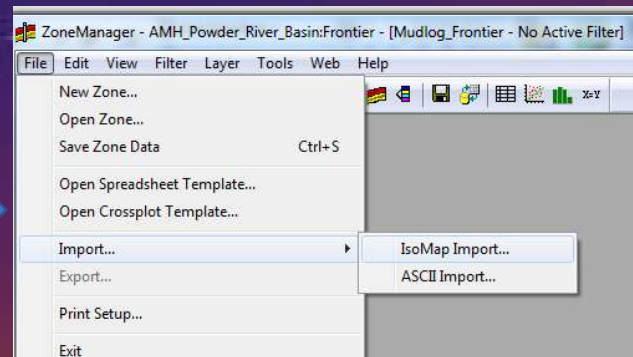 ZoneManager - AMH_Powder_River_Basin:Frontier - [Mudlog_Frontier - No Active Filter]
File Edit View Filter Layer Tools Web Help
X=Y
New Zone...
Open Zone...
Save Zone Data Ctrl+S
Open Spreadsheet Template...
Open Crossplot Template...
Import...
IsoMap Import...
Export...
ASCII Import...
Print Setup...
Exit